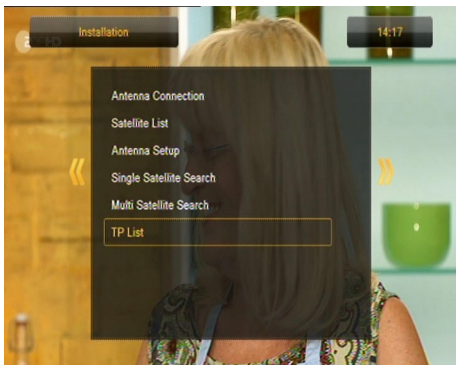 Installation
14:17
Antenna Connection
Satellite List
Antenna Setup
Single Satellite Search
Multi Satellite Search
TP List